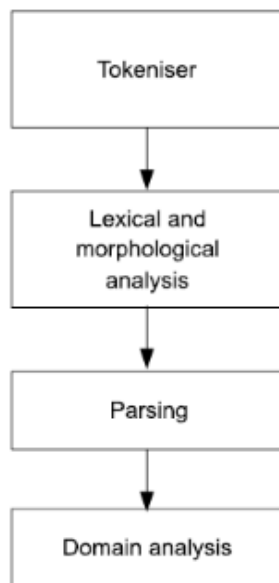 Tokeniser
Lexical and
morphological
analysis
Parsing
Domain analysis